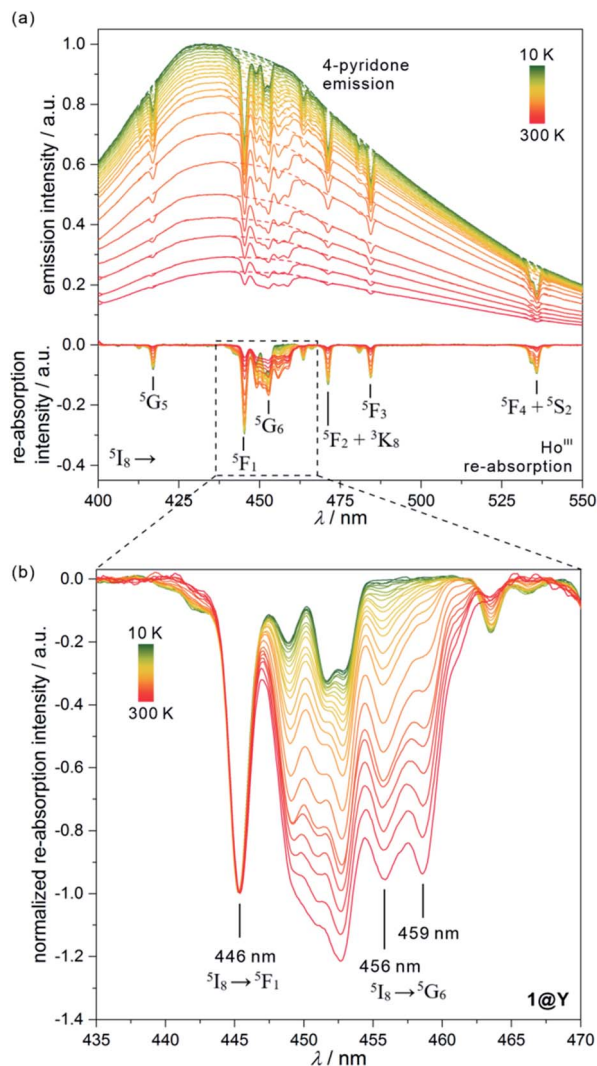 (a)
4-pyridone
emission
10 K
300 K
emission intensity / a.u.
1.0
0.8
0.6
0.4
0.2
re-absorption
intensity / a.u.
0.0
-0.2
-0.4
⁵G₅
⁵F₁
⁵G₆
⁵F₂ + ³K₈
⁵F₃
⁵F₄ + ⁵S₂
⁵I₈ →
Hoᴵᴵᴵ
re-absorption
400 425 450 475 500 525 550
λ / nm
(b)
10 K
300 K
normalized re-absorption intensity / a.u.
0.0
-0.2
-0.4
-0.6
-0.8
-1.0
-1.2
-1.4
446 nm
⁵I₈ → ⁵F₁
456 nm
459 nm
⁵I₈ → ⁵G₆
1@Y
435 440 445 450 455 460 465 470
λ / nm